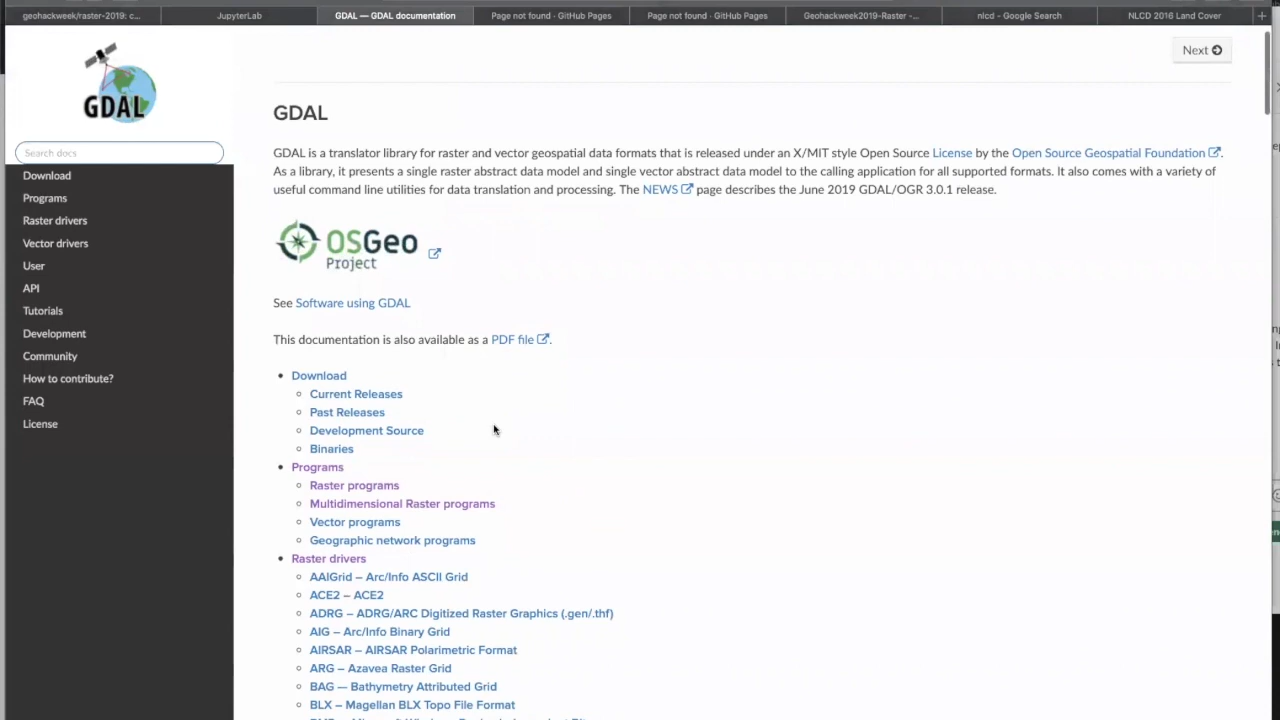 geohackweek/raster-2019: c...
JupyterLab
GDAL — GDAL documentation
Page not found · GitHub Pages
Page not found · GitHub Pages
Geohackweek2019-Raster -...
nlcd - Google Search
NLCD 2016 Land Cover
GDAL
Search docs
Download
Programs
Raster drivers
Vector drivers
User
API
Tutorials
Development
Community
How to contribute?
FAQ
License
Next
GDAL
GDAL is a translator library for raster and vector geospatial data formats that is released under an X/MIT style Open Source License by the Open Source Geospatial Foundation.
As a library, it presents a single raster abstract data model and single vector abstract data model to the calling application for all supported formats. It also comes with a variety of
useful command line utilities for data translation and processing. The NEWS page describes the June 2019 GDAL/OGR 3.0.1 release.
OSGeo
Project
See Software using GDAL
This documentation is also available as a PDF file.
• Download
◦ Current Releases
◦ Past Releases
◦ Development Source
◦ Binaries
• Programs
◦ Raster programs
◦ Multidimensional Raster programs
◦ Vector programs
◦ Geographic network programs
• Raster drivers
◦ AAIGrid – Arc/Info ASCII Grid
◦ ACE2 – ACE2
◦ ADRG – ADRG/ARC Digitized Raster Graphics (.gen/.thf)
◦ AIG – Arc/Info Binary Grid
◦ AIRSAR – AIRSAR Polarimetric Format
◦ ARG – Azavea Raster Grid
◦ BAG — Bathymetry Attributed Grid
◦ BLX – Magellan BLX Topo File Format